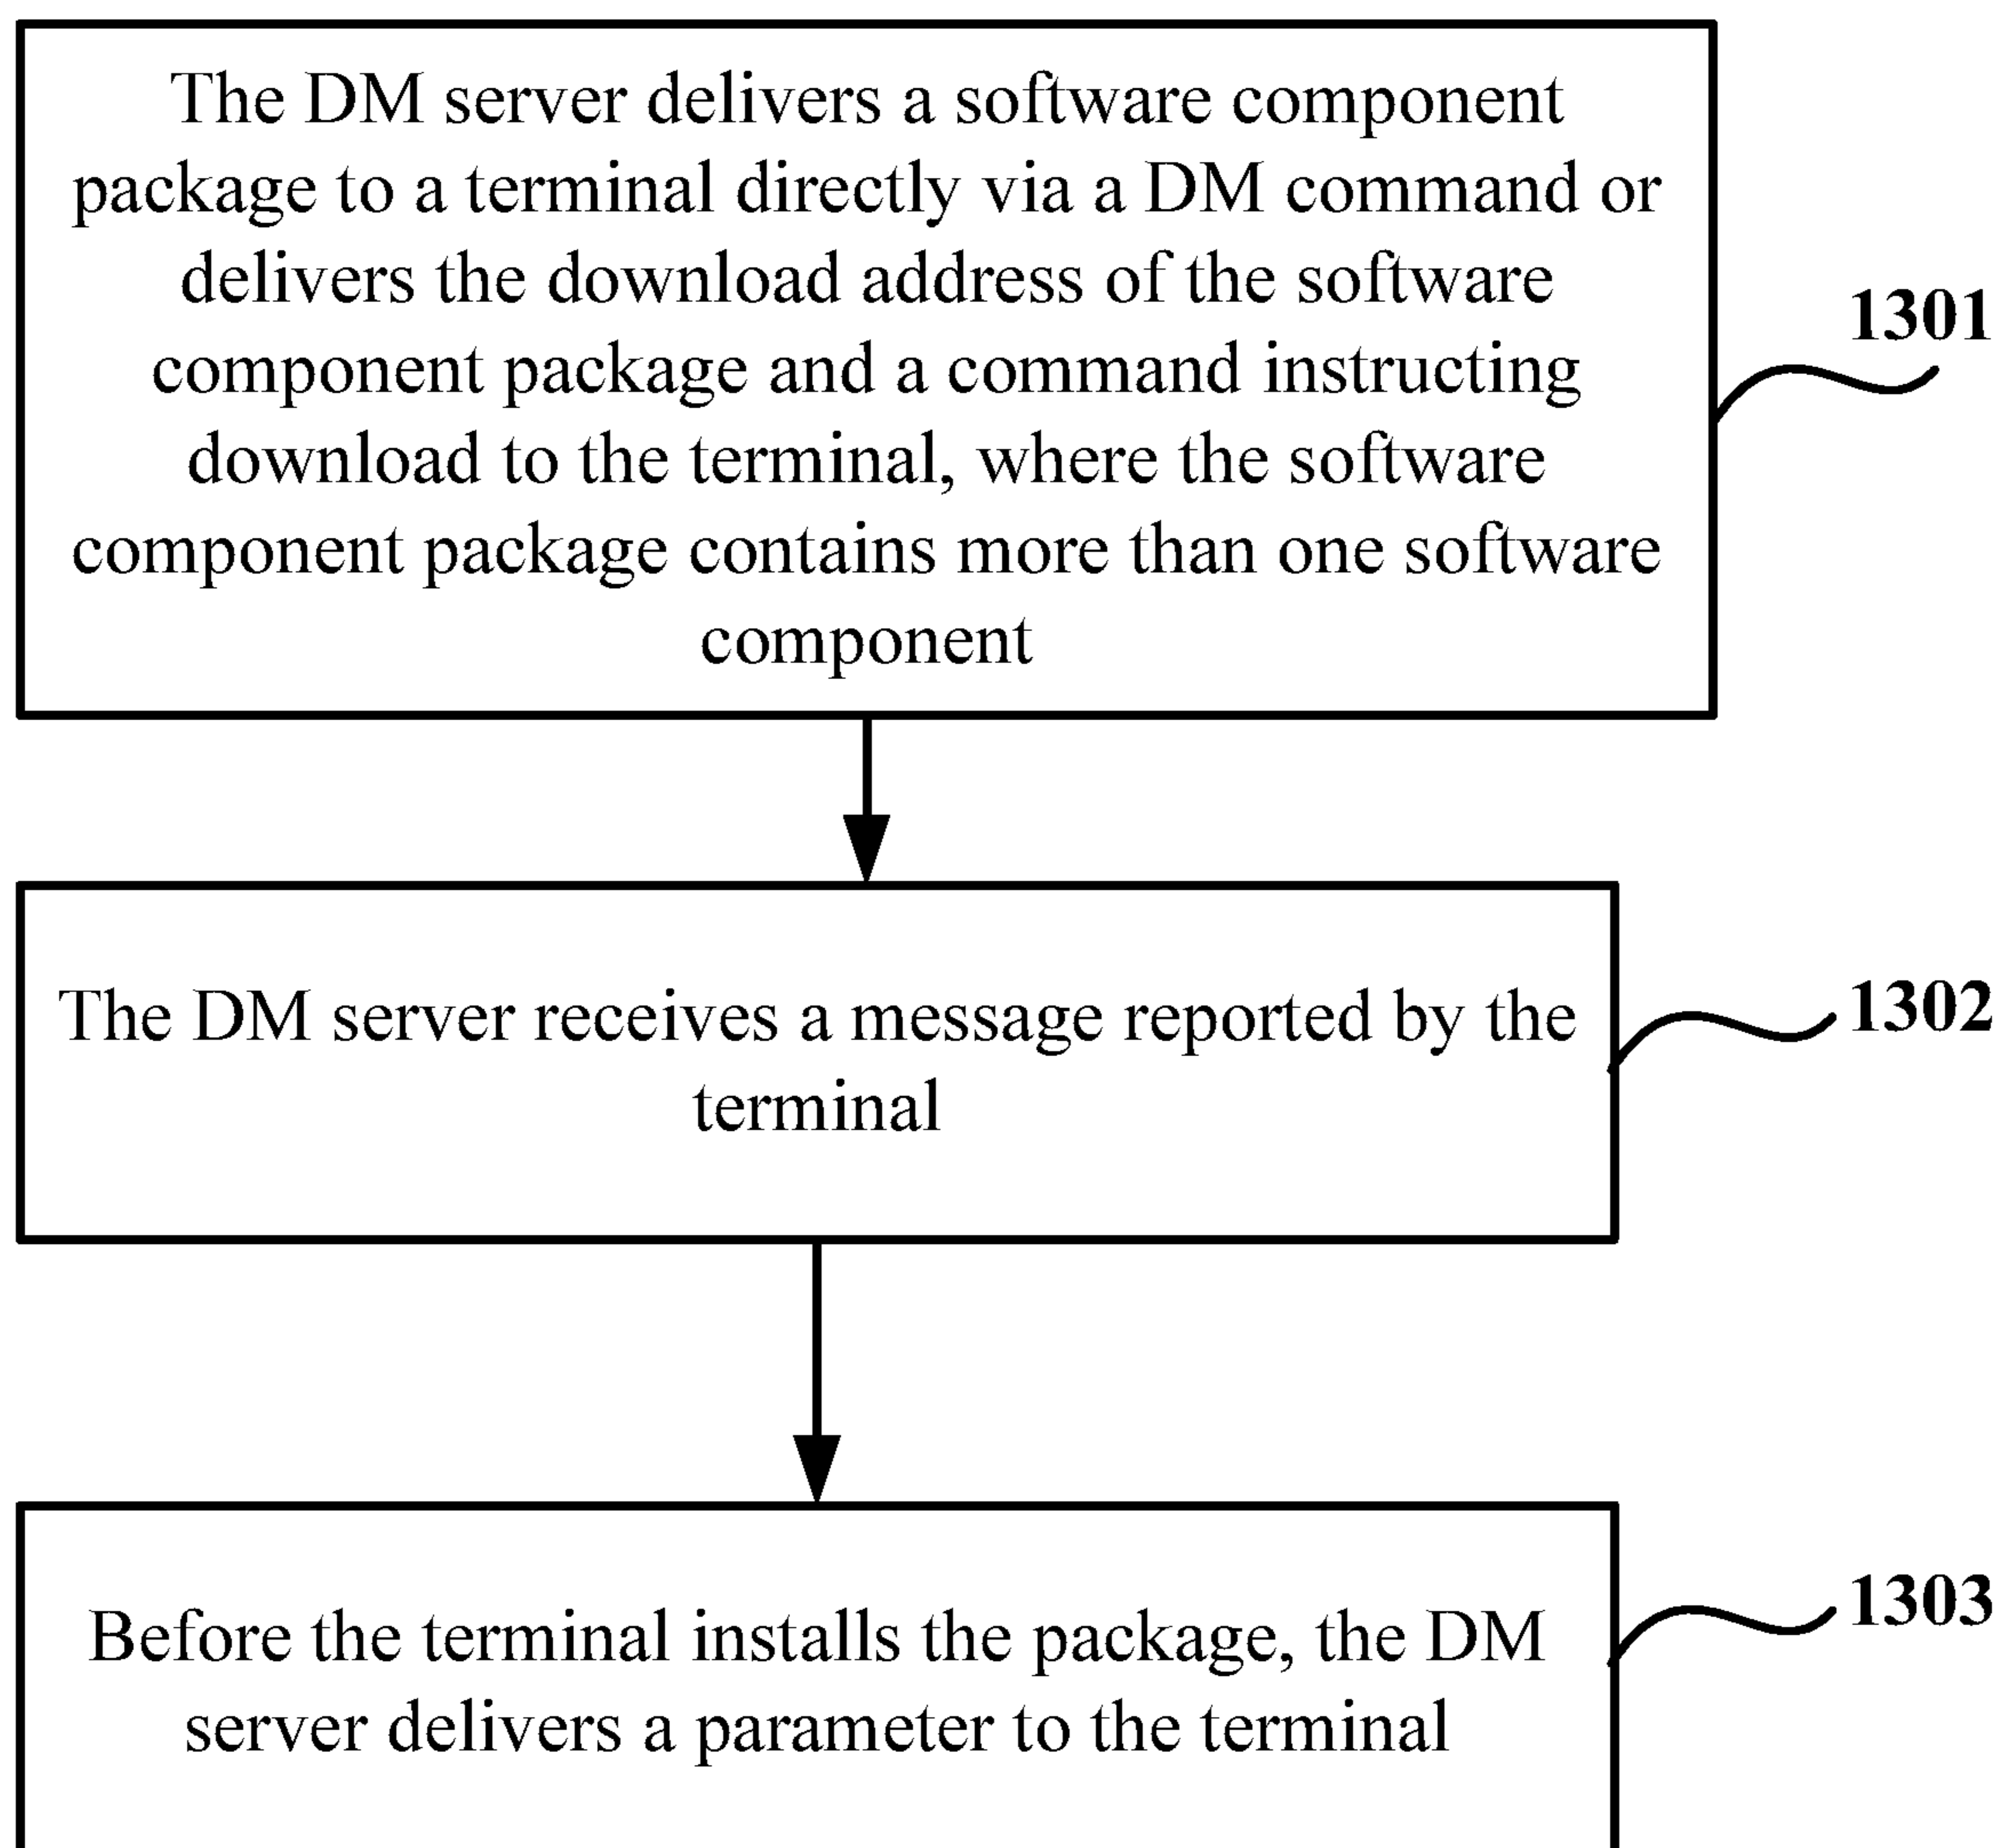 The DM server delivers a software component
package to a terminal directly via a DM command or
delivers the download address of the software
component package and a command instructing
download to the terminal, where the software
component package contains more than one software
component
1301
The DM server receives a message reported by the
terminal
1302
Before the terminal installs the package, the DM
server delivers a parameter to the terminal
1303